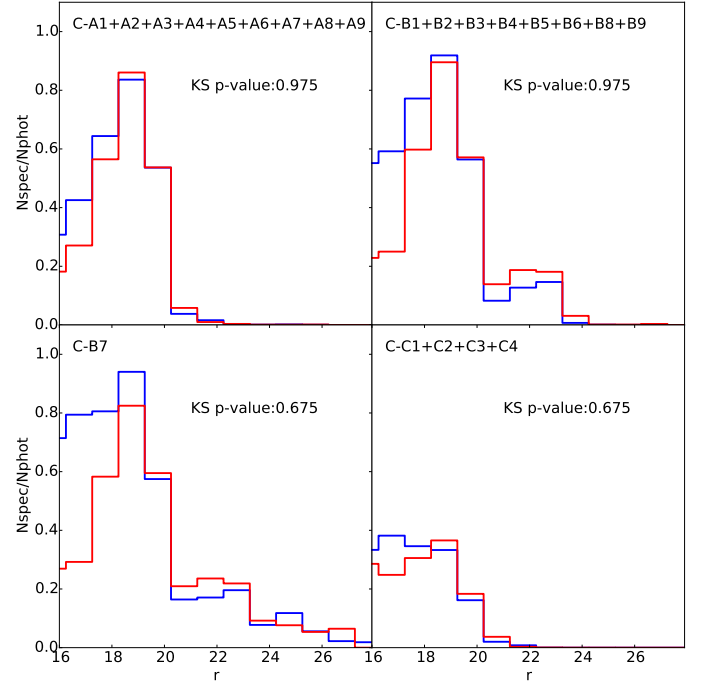 C-A1+A2+A3+A4+A5+A6+A7+A8+A9
KS p-value:0.975
C-B1+B2+B3+B4+B5+B6+B8+B9
KS p-value:0.975
1.0
0.8
0.6
0.4
0.2
0.0
Nspec/Nphot
C-B7
KS p-value:0.675
C-C1+C2+C3+C4
KS p-value:0.675
1.0
0.8
0.6
0.4
0.2
0.0
Nspec/Nphot
16 18 20 22 24 26
16 18 20 22 24 26
r
r